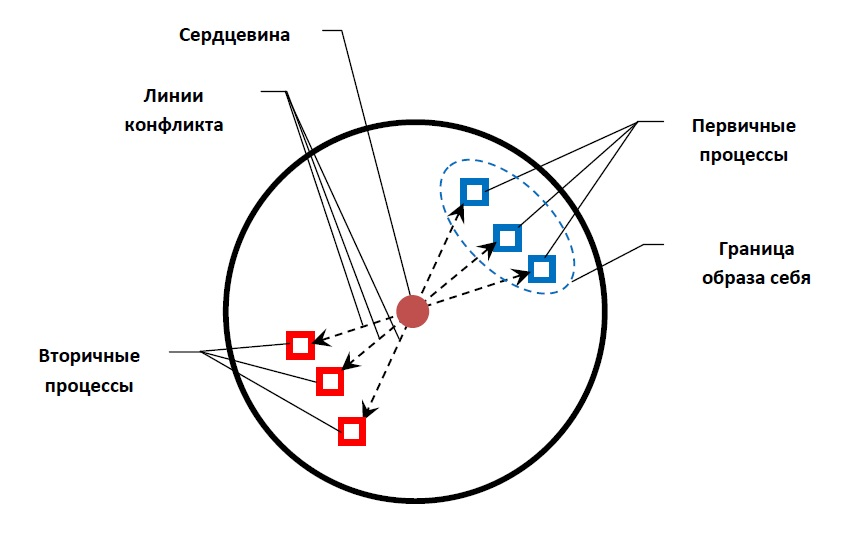 Сердцевина
Линии
конфликта
Первичные
процессы
Граница
образа себя
Вторичные
процессы